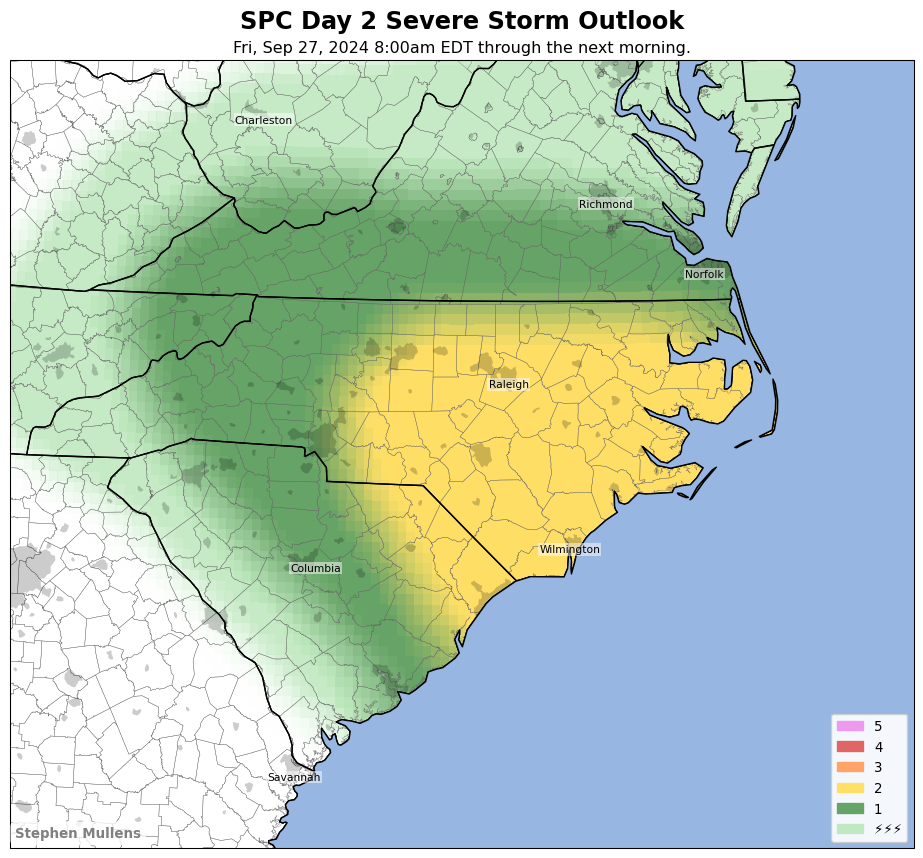 SPC Day 2 Severe Storm Outlook
Fri, Sep 27, 2024 8:00am EDT through the next morning.
Charleston
Richmond
Norfolk
Raleigh
Wilmington
Columbia
Savannah
5
4
3
2
1
⚡⚡⚡
Stephen Mullens